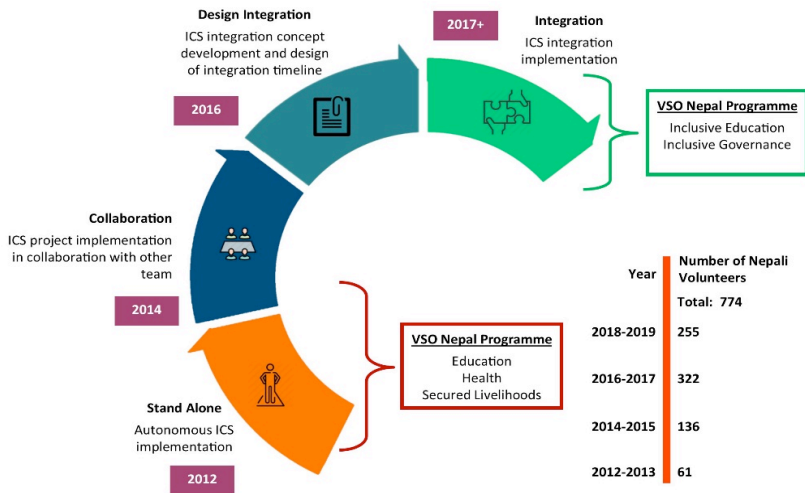 Design Integration
ICS integration concept
development and design
of integration timeline
2016
2017+
Integration
ICS integration
implementation
VSO Nepal Programme
Inclusive Education
Inclusive Governance
Collaboration
ICS project implementation
in collaboration with other
team
2014
Stand Alone
Autonomous ICS
implementation
2012
VSO Nepal Programme
Education
Health
Secured Livelihoods
Year Number of Nepali
Volunteers
Total: 774
2018-2019 255
2016-2017 322
2014-2015 136
2012-2013 61